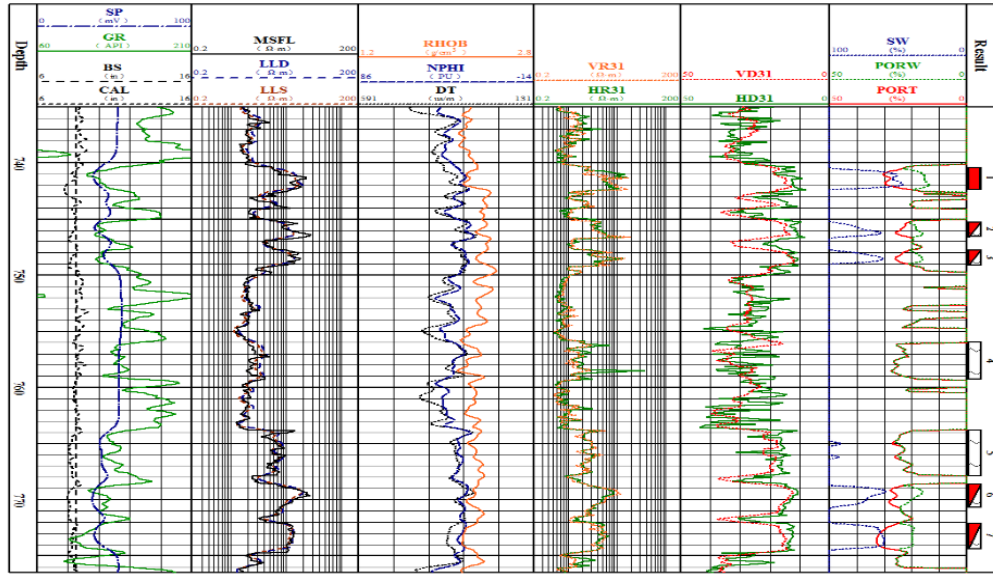 Depth
SP
0 (mV) 100
GR
60 (API) 210
BS
6 (in) 16
CAL
6 (in) 16
MSFL
0.2 (Ω·m) 200
LLD
0.2 (Ω·m) 200
LLS
0.2 (Ω·m) 200
RHOB
1.2 (g/cm³) 2.8
NPHI
86 (PU) -14
DT
591 (us/m) 131
VR31
0.2 (Ω·m) 200
HR31
0.2 (Ω·m) 200
VD31
50 0
HD31
50 0
SW
100 (%) 0
PORW
50 (%) 0
PORT
50 (%) 0
Result
740
750
760
770
1
2
3
4
5
6
7